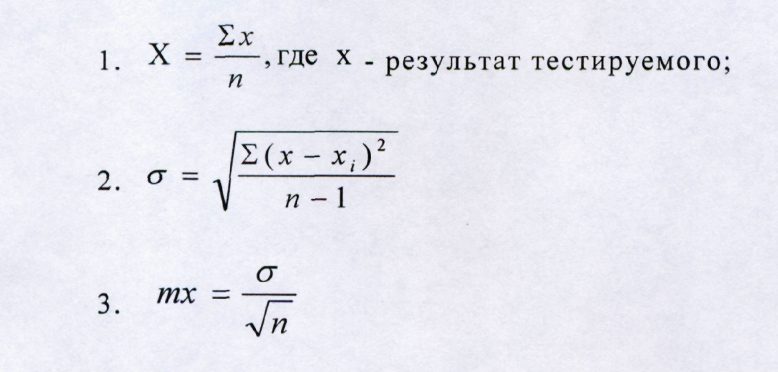 1. X = Σx / n, где x - результат тестируемого;
2. σ = √(Σ(x − xᵢ)² / (n − 1))
3. mx = σ / √n